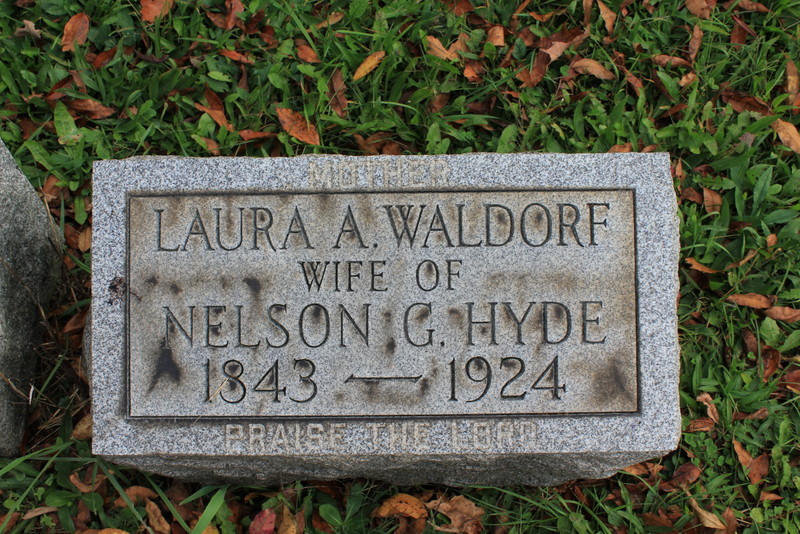 MOTHER
LAURA A. WALDORF
WIFE OF
NELSON G. HYDE
1843 — 1924
PRAISE THE LORD